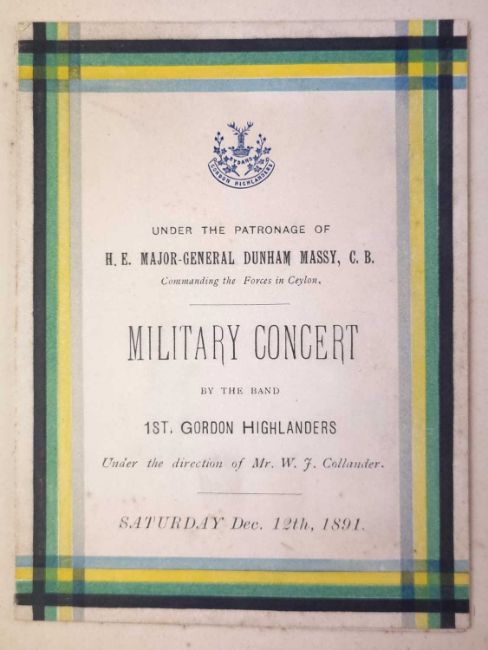 BYDAND
GORDON HIGHLANDERS
UNDER THE PATRONAGE OF
H. E. MAJOR-GENERAL DUNHAM MASSY, C. B.
Commanding the Forces in Ceylon.
MILITARY CONCERT
BY THE BAND
1ST. GORDON HIGHLANDERS
Under the direction of Mr. W. J. Collander.
SATURDAY Dec. 12th, 1891.